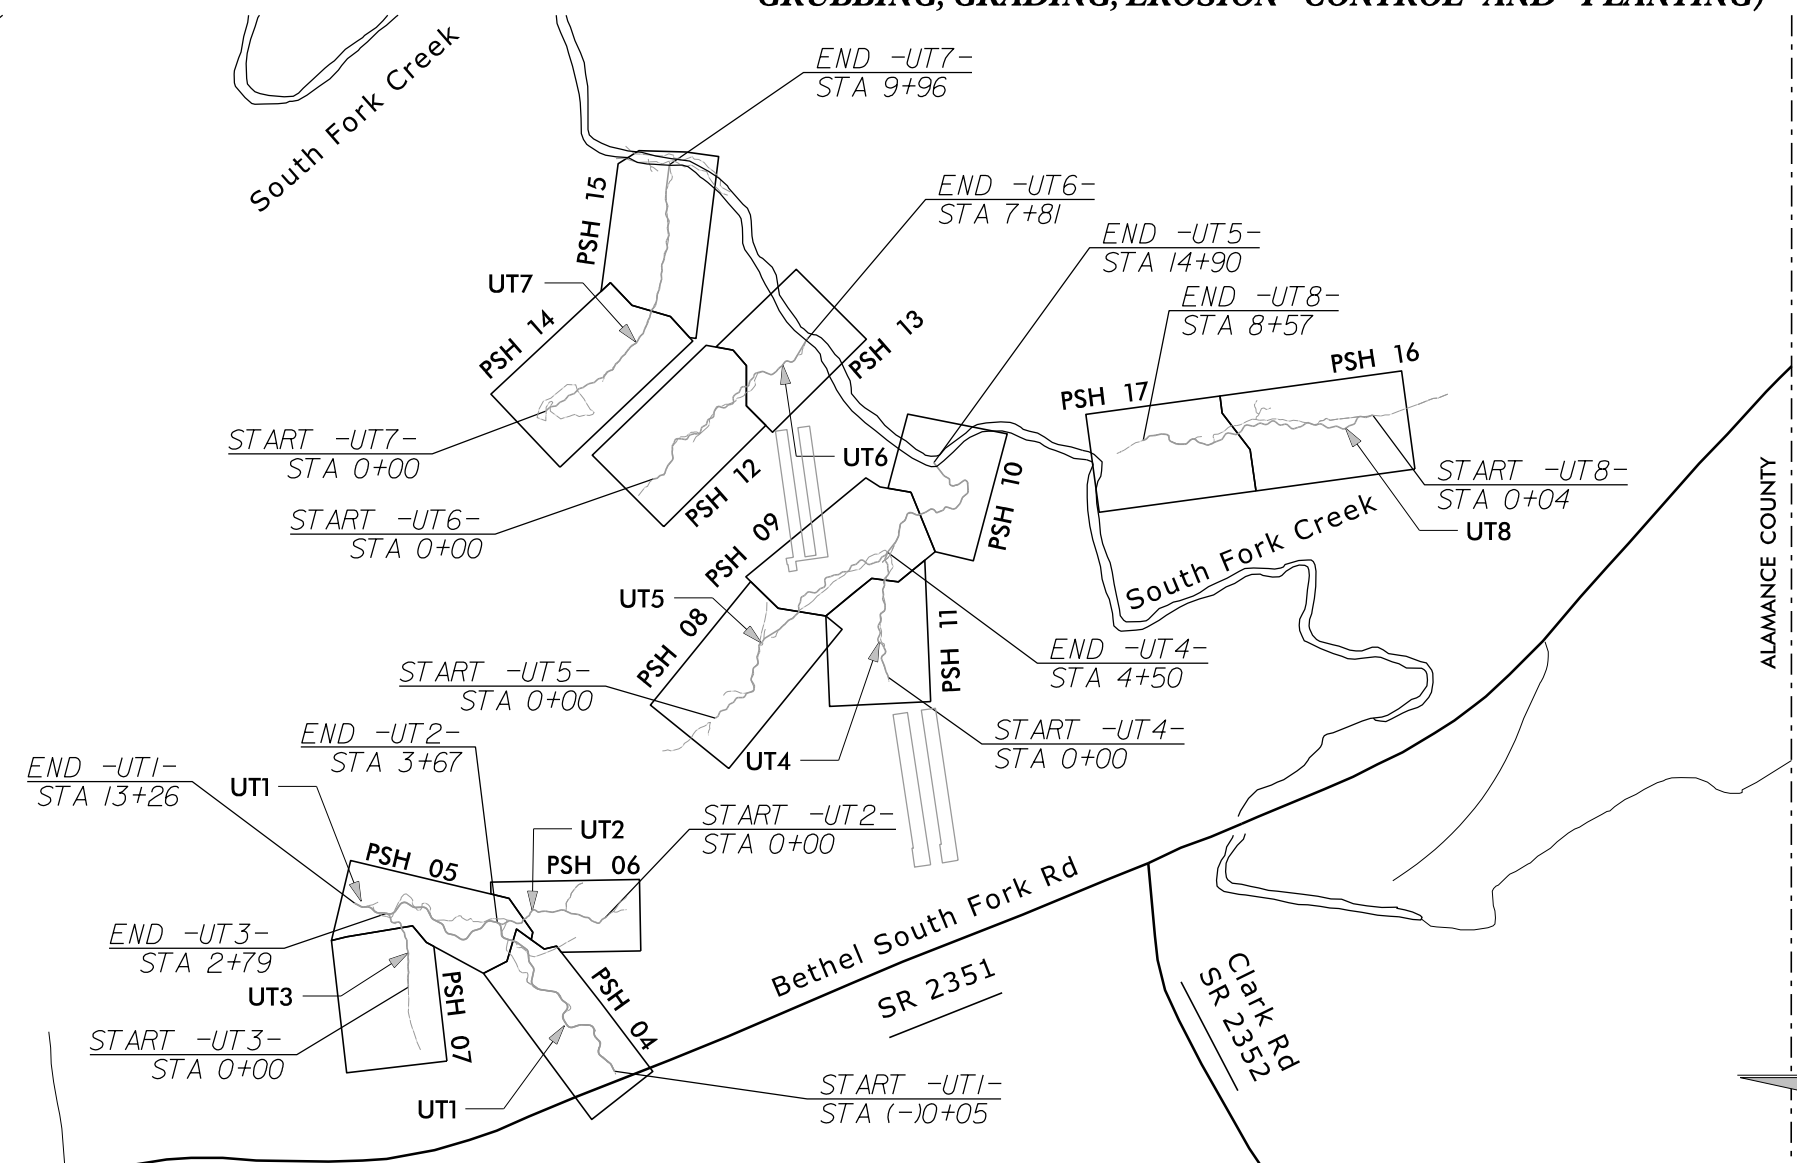 GRUBBING, GRADING, EROSION CONTROL AND PLANTING)
South Fork Creek
END -UT7-
STA 9+96
PSH 15
END -UT6-
STA 7+81
END -UT5-
STA 14+90
UT7
END -UT8-
STA 8+57
PSH 14
PSH 13
PSH 16
PSH 17
START -UT7-
STA 0+00
UT6
START -UT8-
STA 0+04
PSH 12
PSH 10
START -UT6-
STA 0+00
PSH 09
UT8
South Fork Creek
ALAMANCE COUNTY
UT5
PSH 08
PSH 11
END -UT4-
STA 4+50
START -UT5-
STA 0+00
START -UT4-
STA 0+00
END -UT2-
STA 3+67
UT4
END -UT1-
STA 13+26
UT1
START -UT2-
STA 0+00
UT2
PSH 05
PSH 06
END -UT3-
STA 2+79
Bethel South Fork Rd
SR 2351
UT3
PSH 07
PSH 04
Clark Rd
SR 2352
START -UT3-
STA 0+00
START -UT1-
STA (-)0+05
UT1